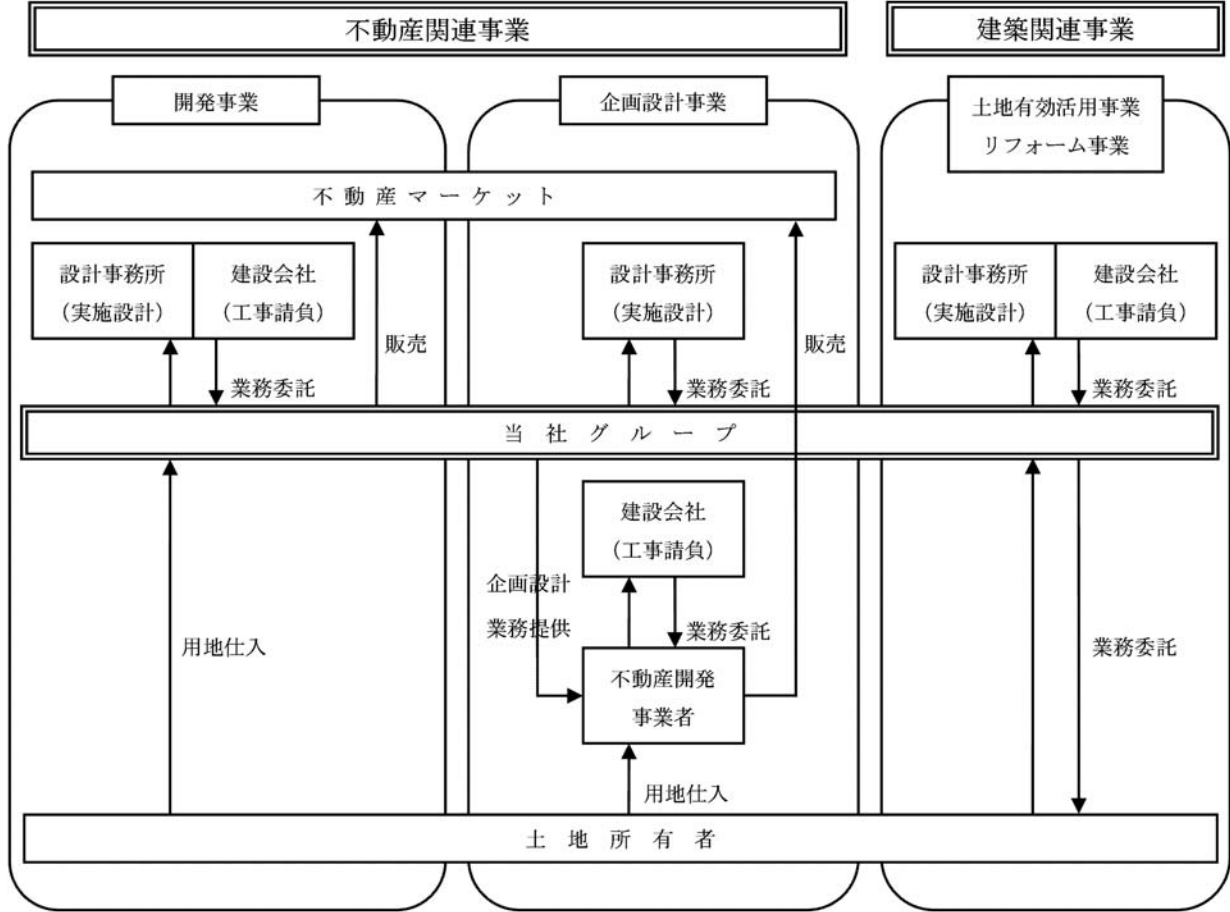 不動産関連事業
建築関連事業
開発事業
企画設計事業
土地有効活用事業
リフォーム事業
不動産マーケット
設計事務所
(実施設計)
建設会社
(工事請負)
設計事務所
(実施設計)
設計事務所
(実施設計)
建設会社
(工事請負)
販売
販売
業務委託
業務委託
業務委託
当社グループ
建設会社
(工事請負)
企画設計
業務提供
業務委託
用地仕入
業務委託
不動産開発
事業者
用地仕入
土地所有者